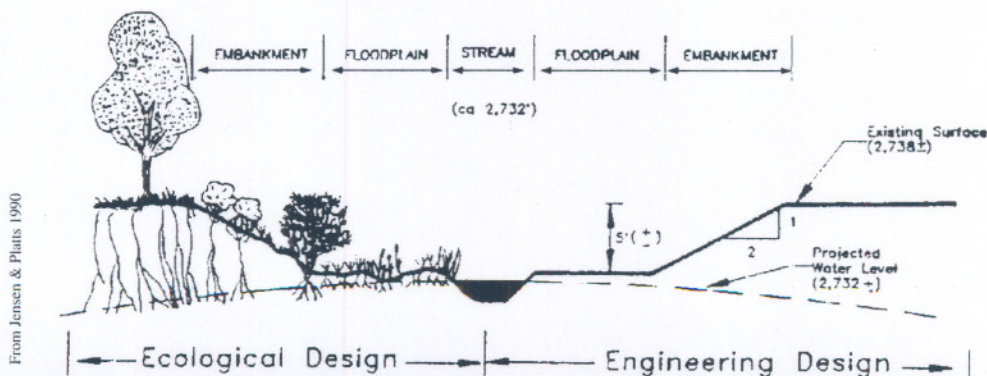 EMBANKMENT FLOODPLAIN STREAM FLOODPLAIN EMBANKMENT
(ca 2,732')
Existing Surface
(2,738±)
5'(±)
1
2
Projected
Water Level
(2,732±)
From Jensen & Platts 1990
Ecological Design Engineering Design